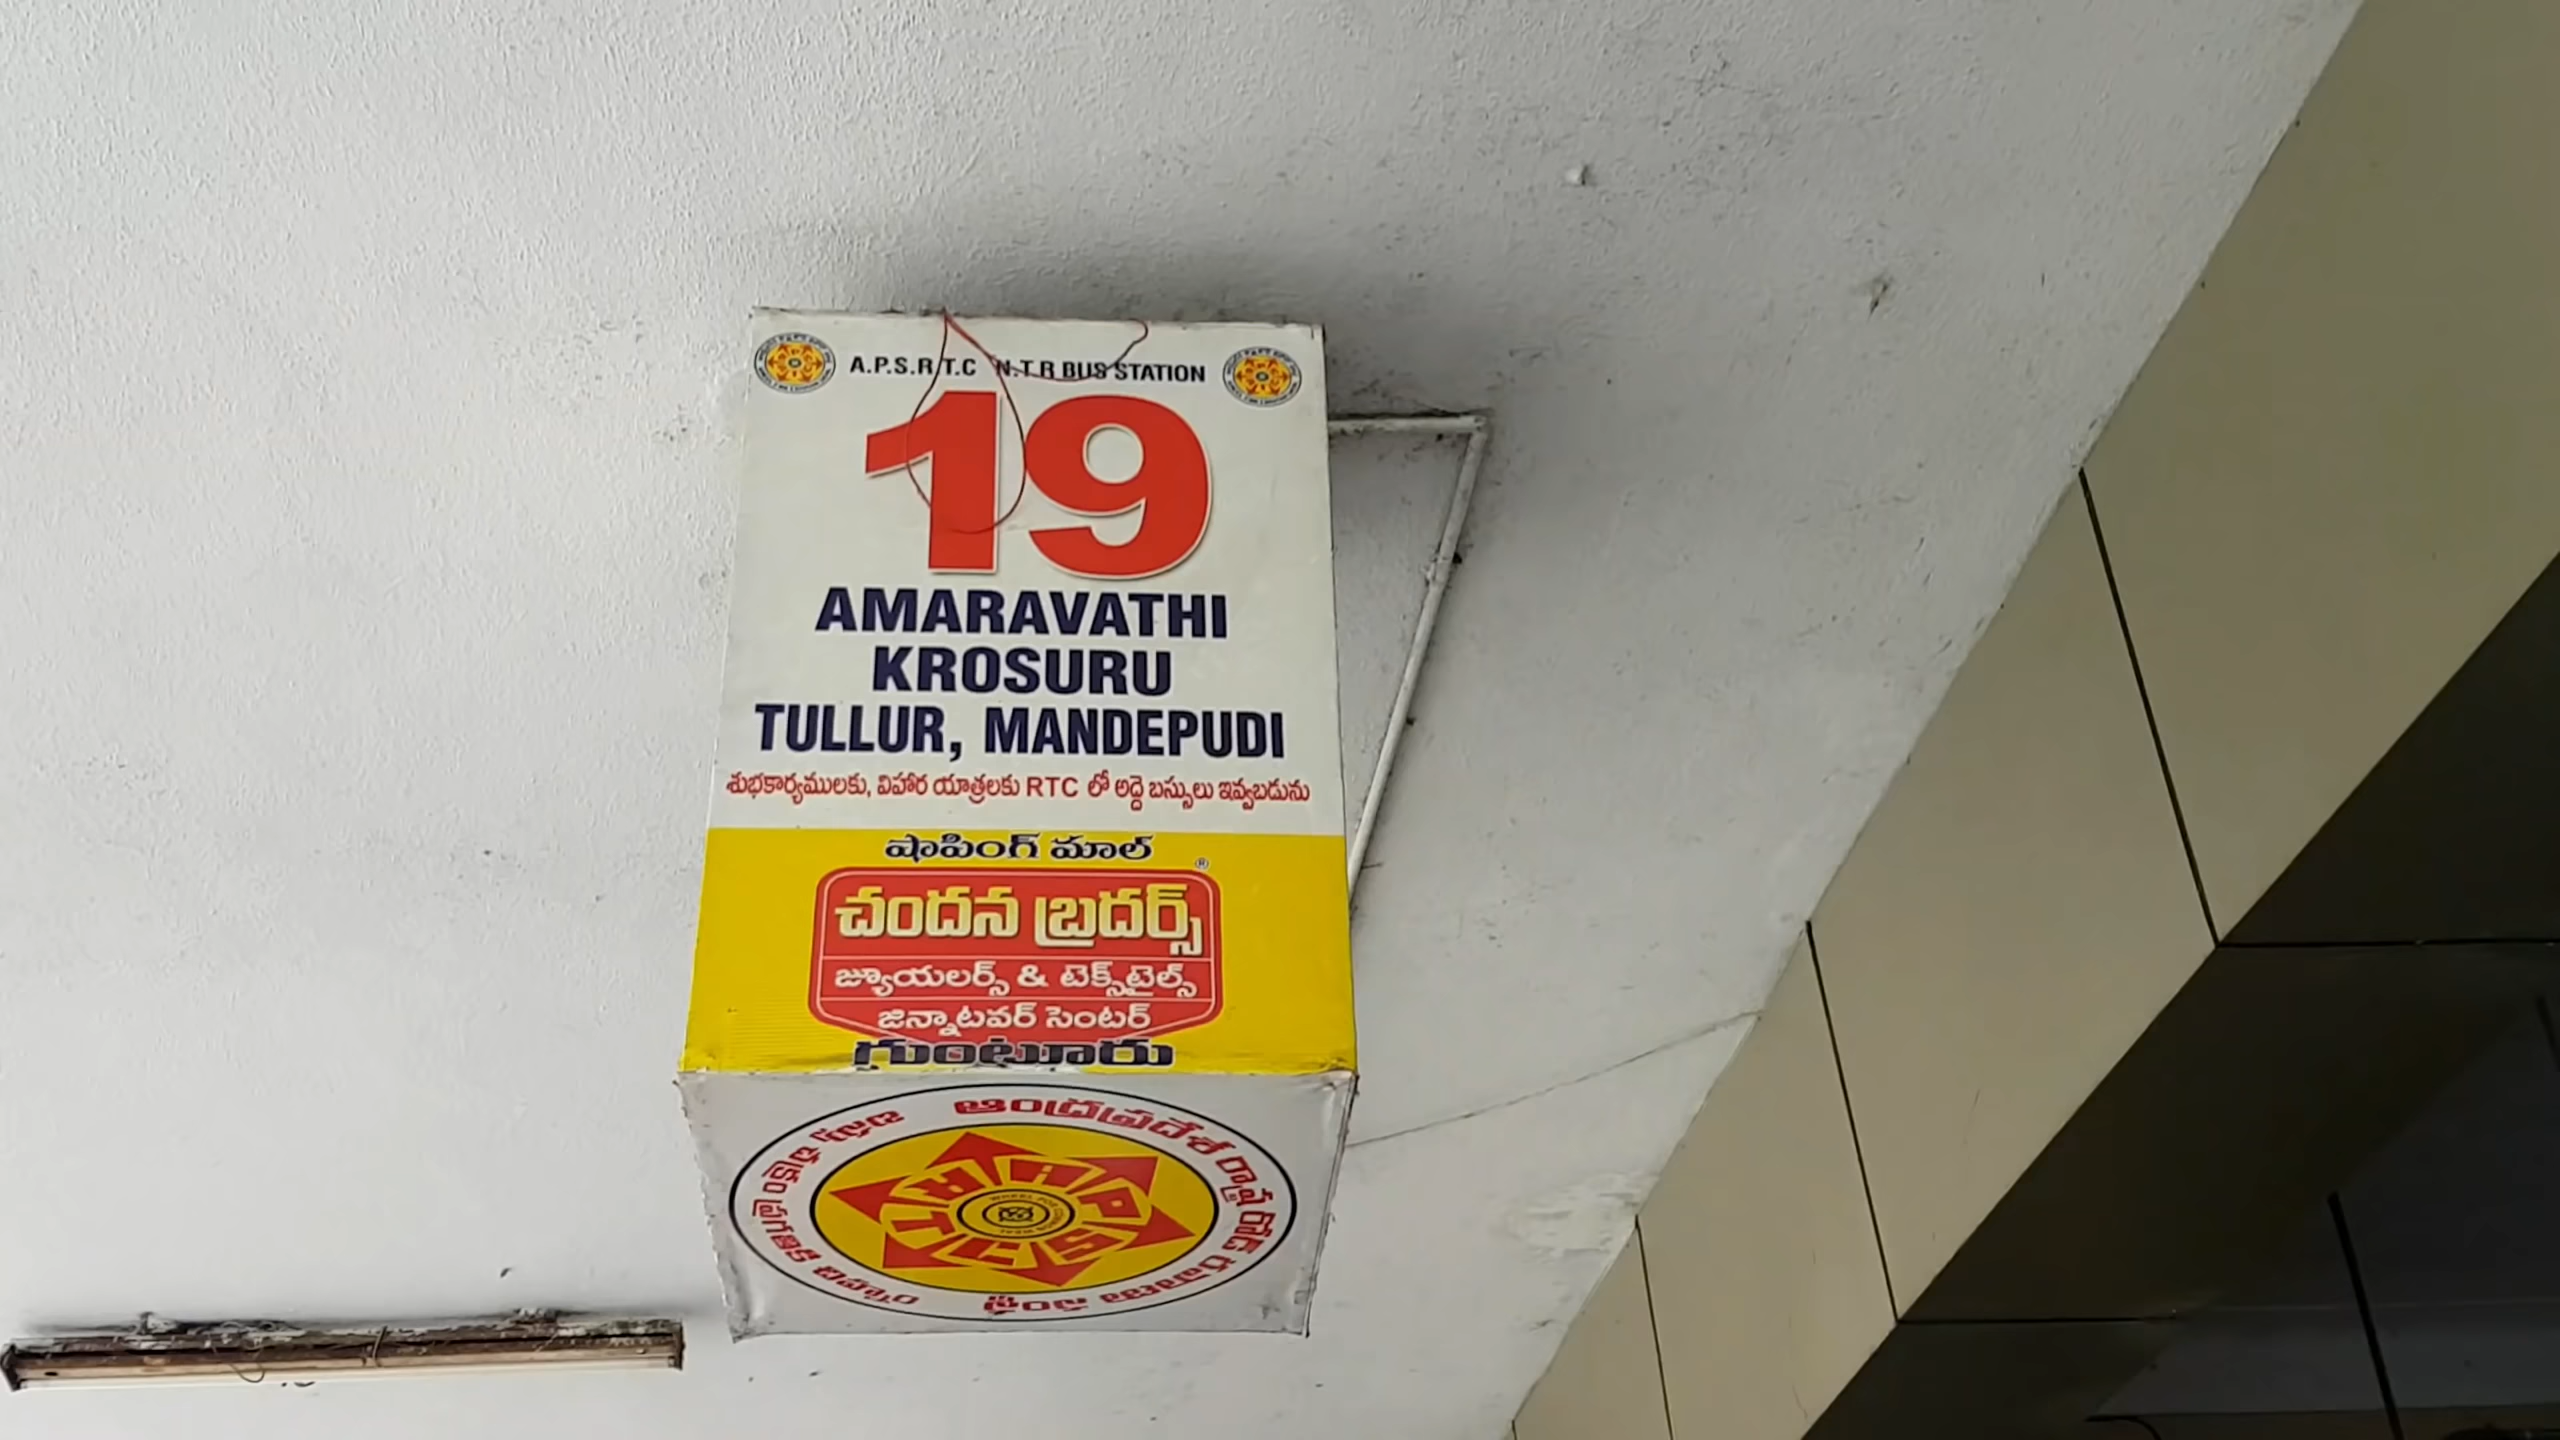 A.P.S.R.T.C N.T.R BUS STATION
19
AMARAVATHI
KROSURU
TULLUR, MANDEPUDI
శుభకార్యములకు, విహార యాత్రలకు RTC లో అద్దె బస్సులు ఇవ్వబడును
షాపింగ్ మాల్
®
చందన బ్రదర్స్
జ్యూయలర్స్ & టెక్స్‌టైల్స్
జిన్నాటవర్ సెంటర్
గుంటూరు
ఆంధ్రప్రదేశ్ రాష్ట్ర రోడ్డు రవాణా సంస్థ
APSRTC